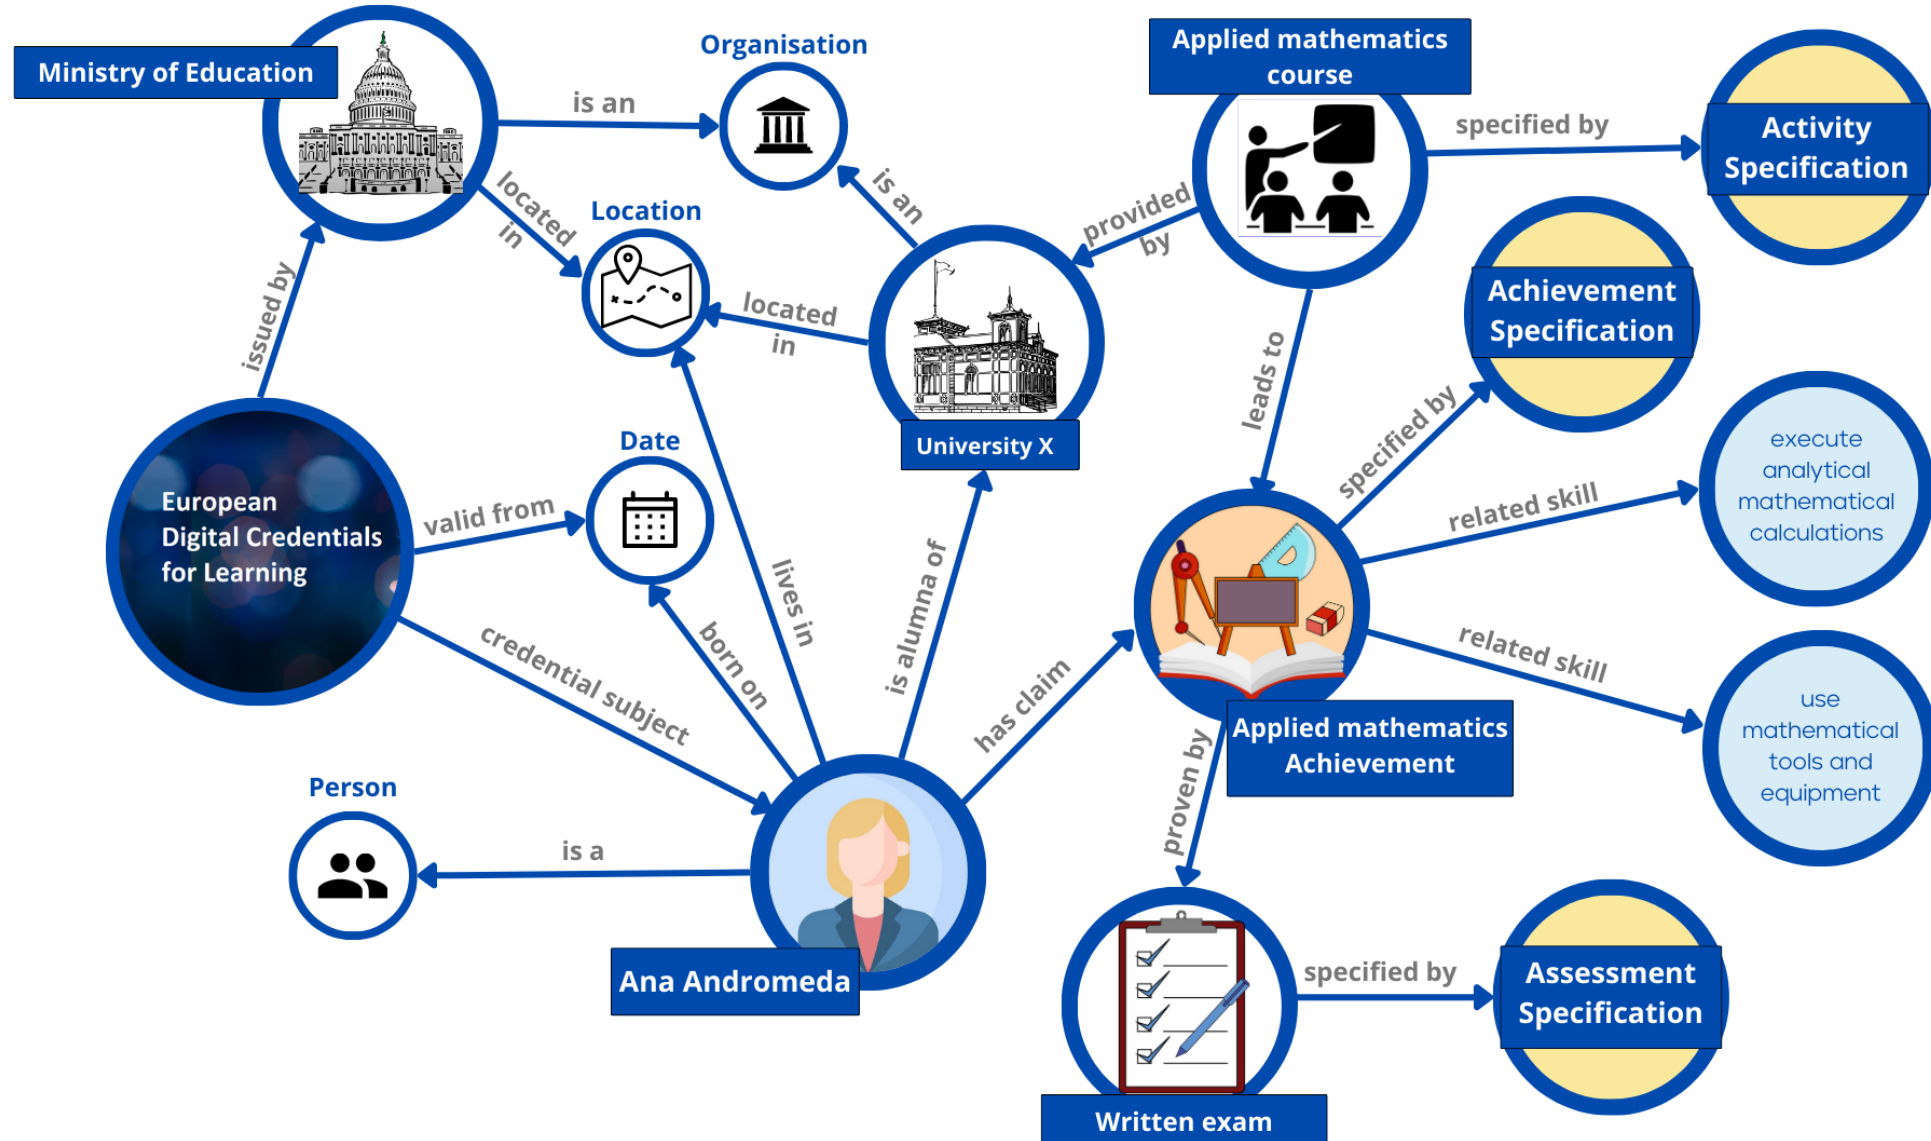 Ministry of Education
Organisation
Applied mathematics
course
Activity
Specification
is an
specified by
located
in
Location
is an
provided
by
Achievement
Specification
issued by
located
in
University X
leads to
specified by
execute
analytical
mathematical
calculations
Date
European
Digital Credentials
for Learning
valid from
related skill
lives in
is alumna of
born on
credential subject
has claim
related skill
use
mathematical
tools and
equipment
Applied mathematics
Achievement
proven by
Person
is a
Ana Andromeda
specified by
Assessment
Specification
Written exam